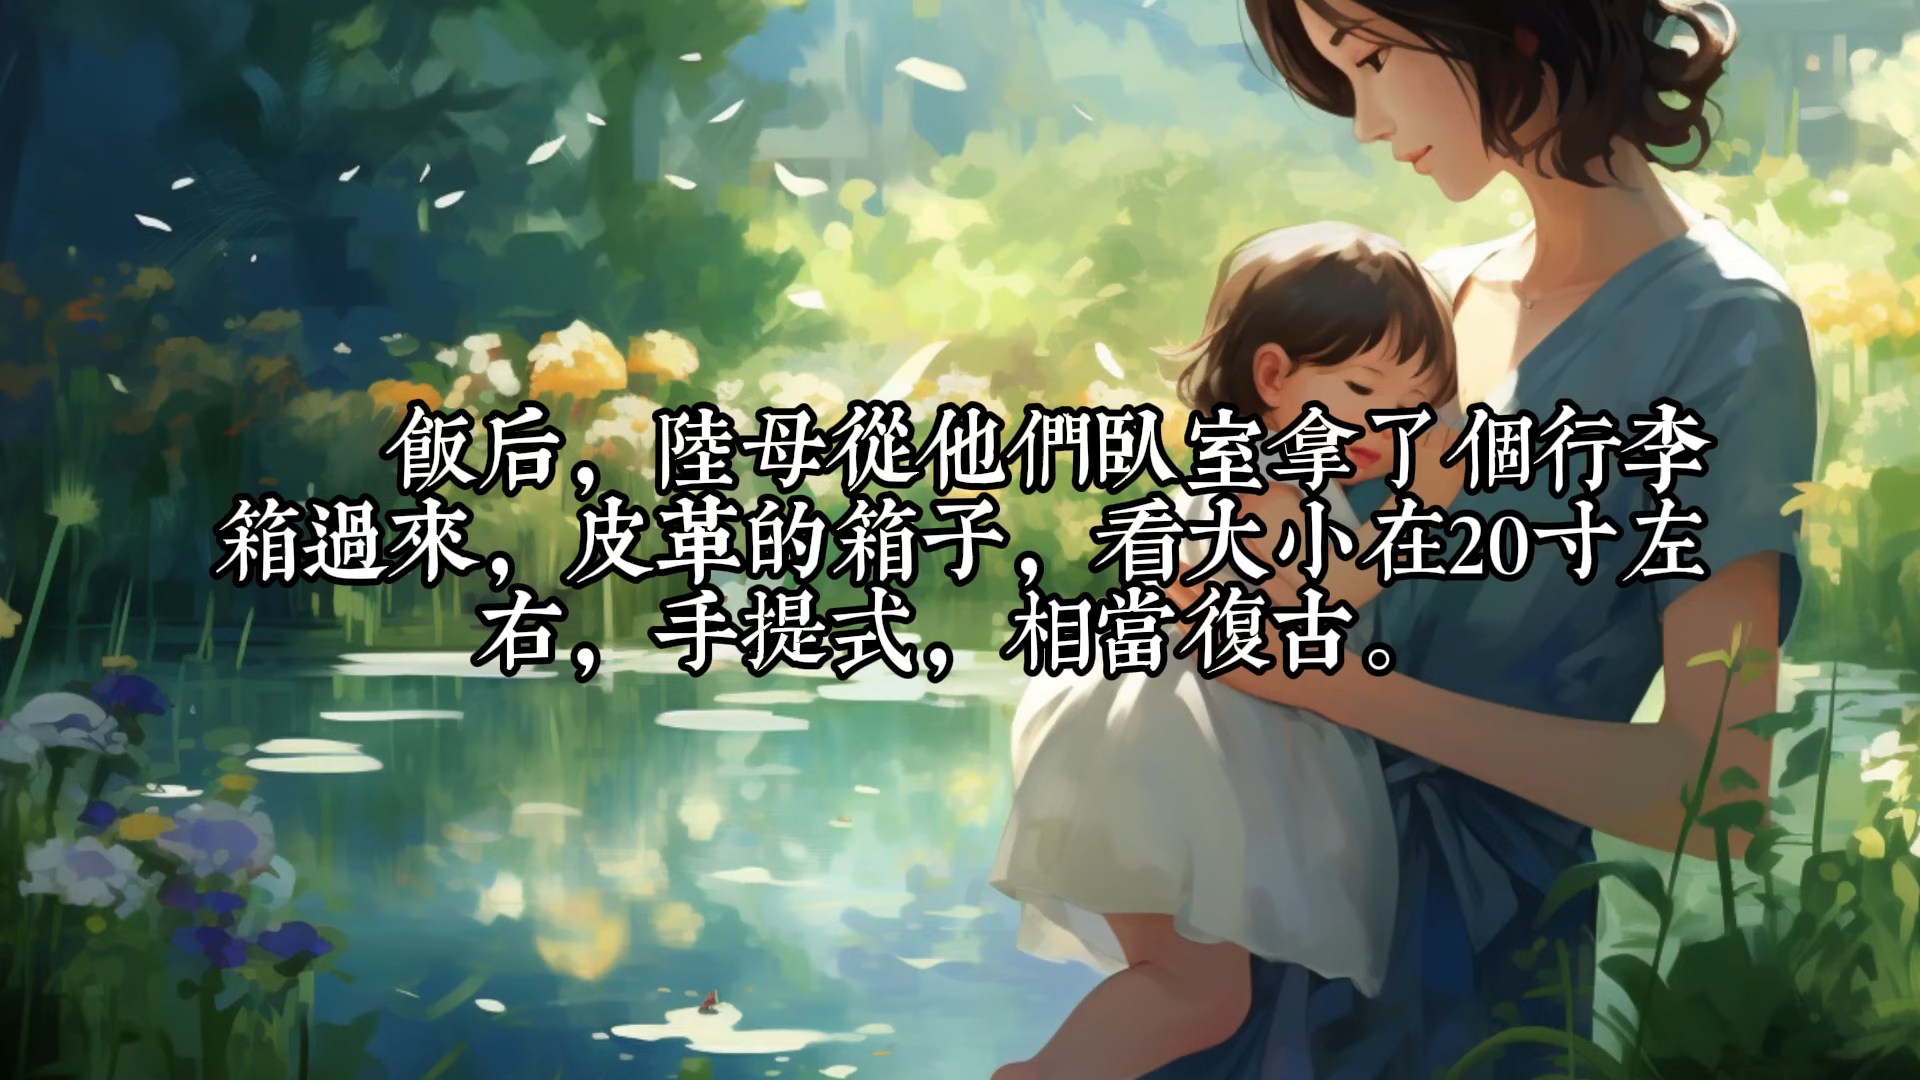 飯后，陸母從他們臥室拿了個行李
箱過來，皮革的箱子，看大小在20寸左
右，手提式，相當復古。